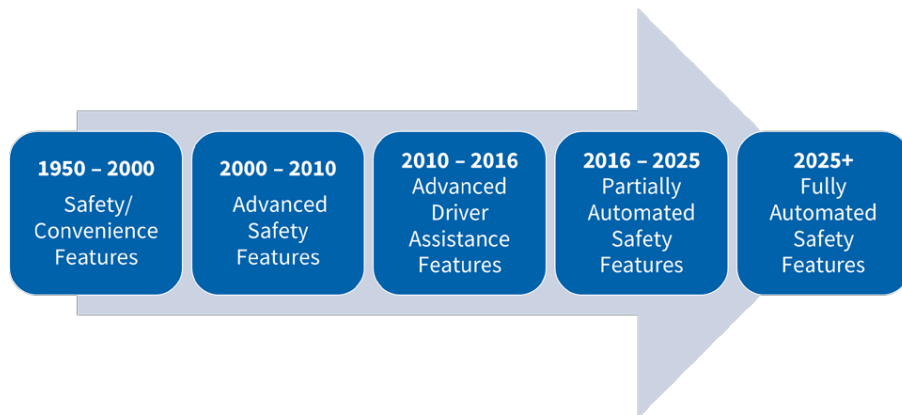 1950 – 2000
Safety/
Convenience
Features
2000 – 2010
Advanced
Safety
Features
2010 – 2016
Advanced
Driver
Assistance
Features
2016 – 2025
Partially
Automated
Safety
Features
2025+
Fully
Automated
Safety
Features